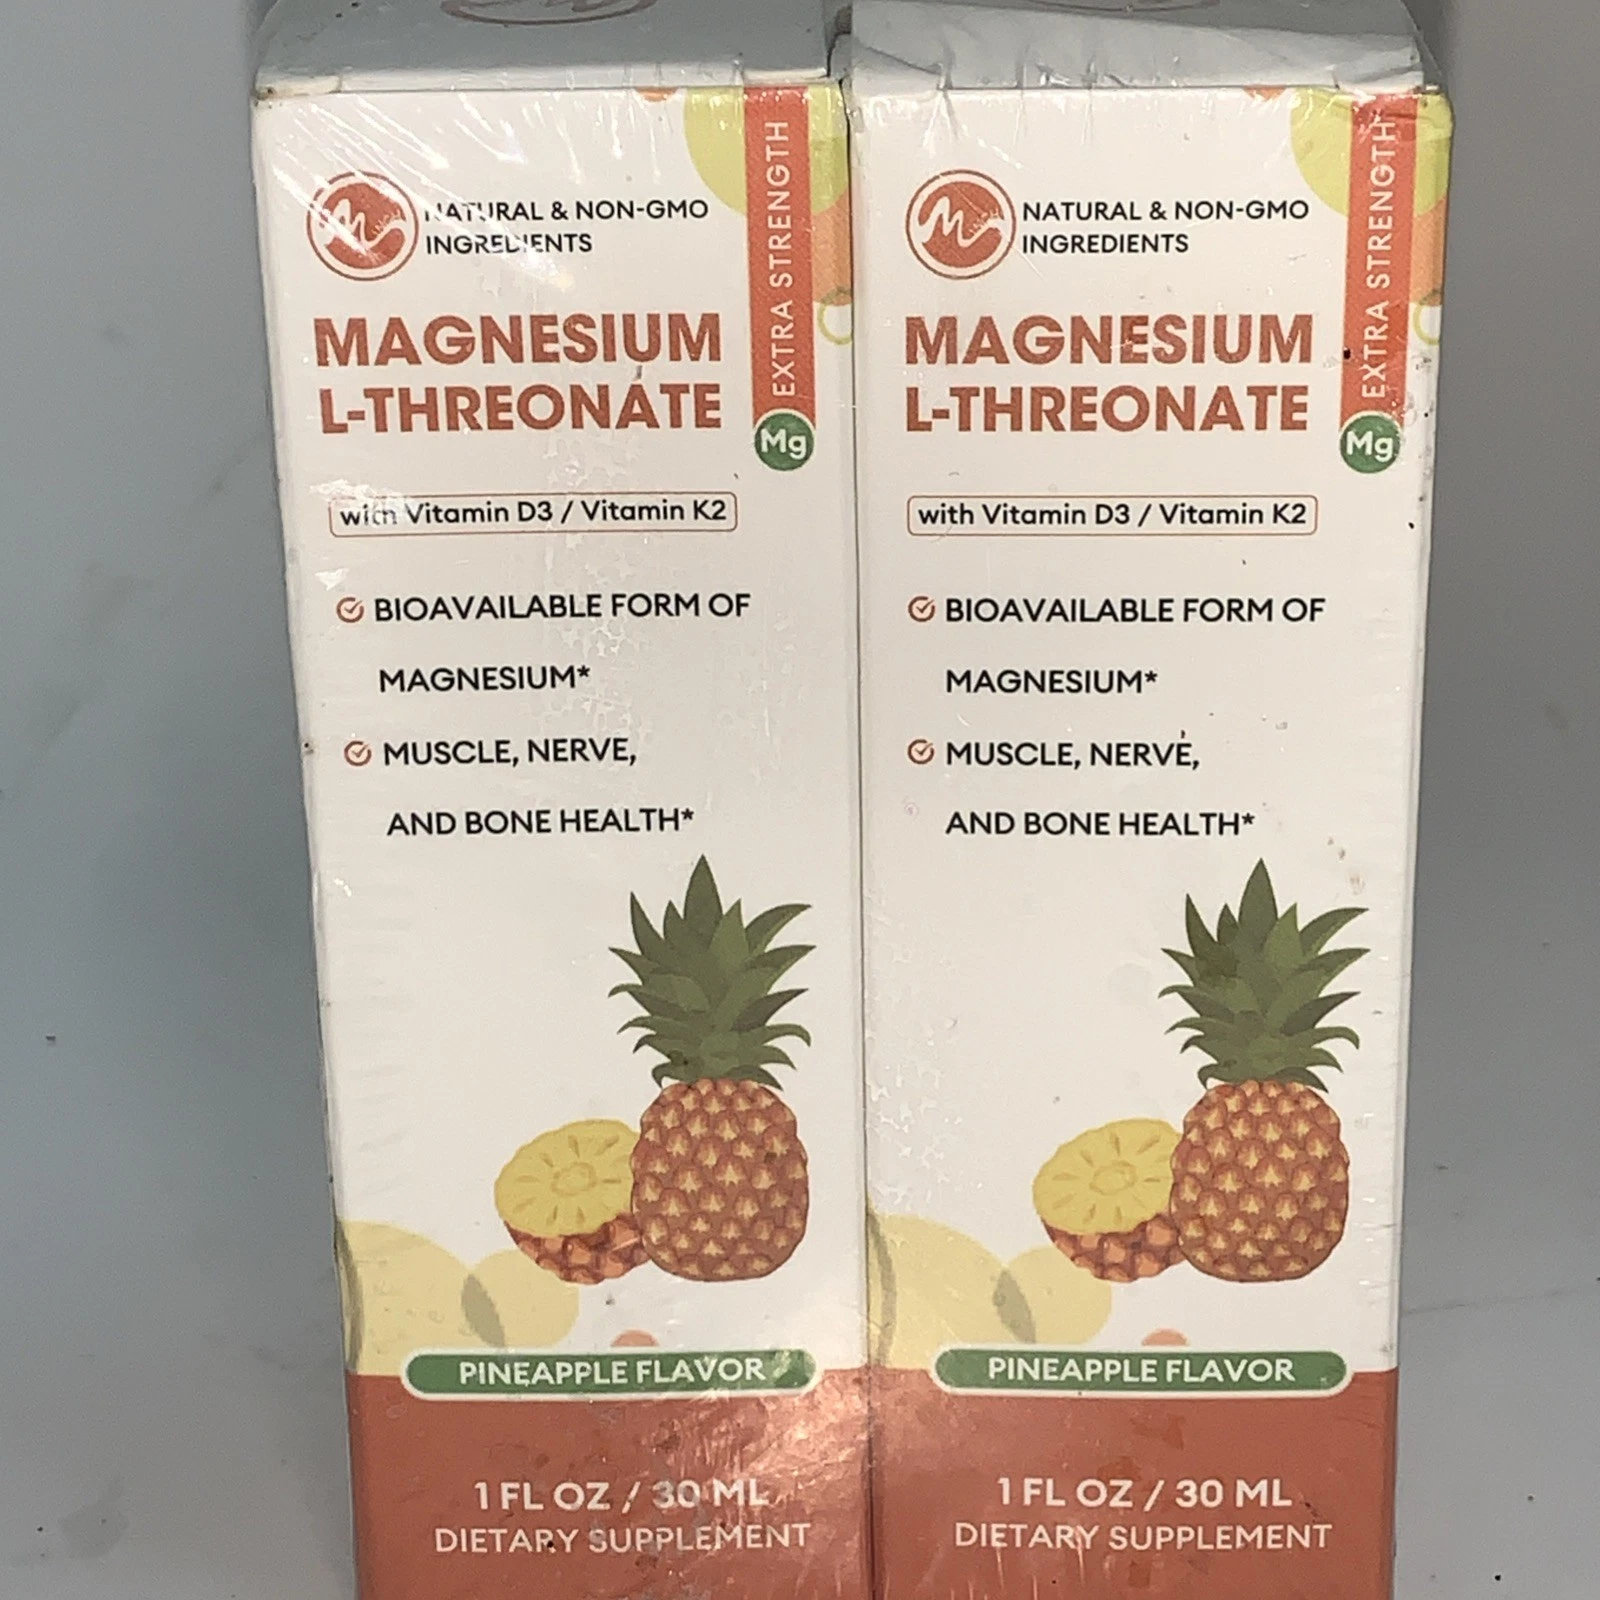 NATURAL & NON-GMO
INGREDIENTS
EXTRA STRENGTH
MAGNESIUM
L-THREONATE
Mg
with Vitamin D3 / Vitamin K2
BIOAVAILABLE FORM OF
MAGNESIUM*
MUSCLE, NERVE,
AND BONE HEALTH*
PINEAPPLE FLAVOR
1 FL OZ / 30 ML
DIETARY SUPPLEMENT
NATURAL & NON-GMO
INGREDIENTS
EXTRA STRENGTH
MAGNESIUM
L-THREONATE
Mg
with Vitamin D3 / Vitamin K2
BIOAVAILABLE FORM OF
MAGNESIUM*
MUSCLE, NERVE,
AND BONE HEALTH*
PINEAPPLE FLAVOR
1 FL OZ / 30 ML
DIETARY SUPPLEMENT